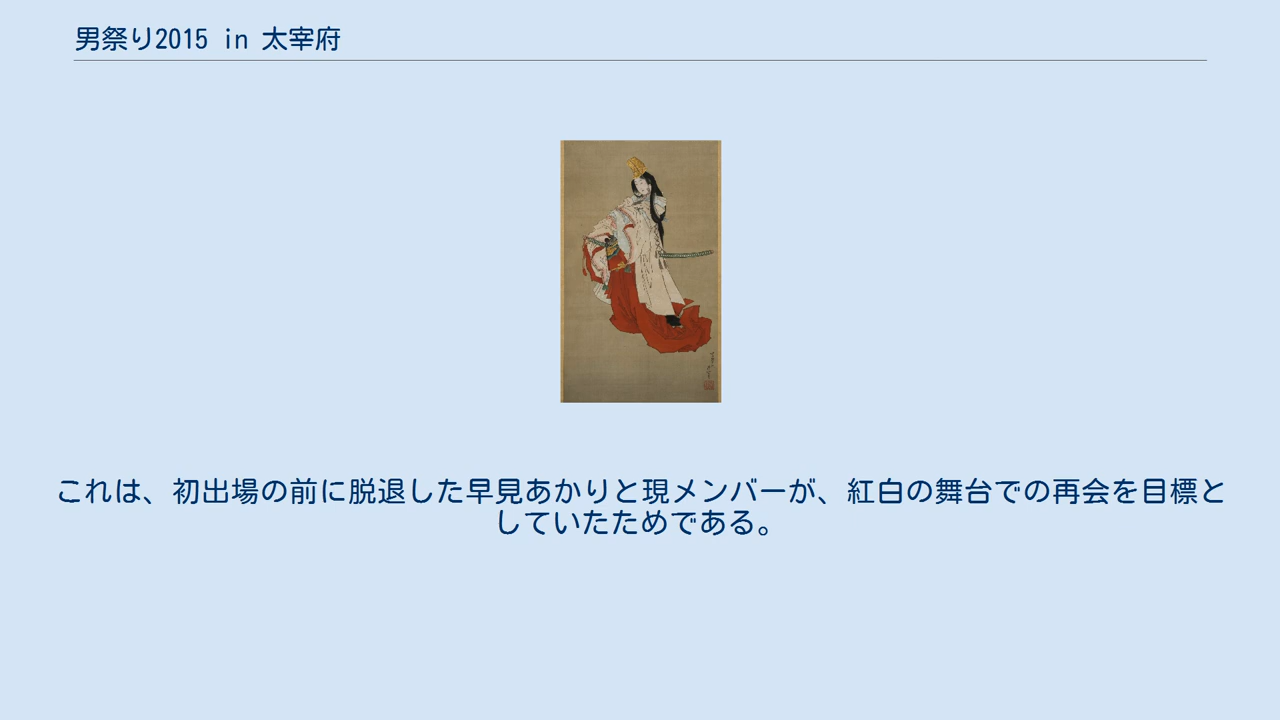 男祭り2015 in 太宰府
これは、初出場の前に脱退した早見あかりと現メンバーが、紅白の舞台での再会を目標と
していたためである。